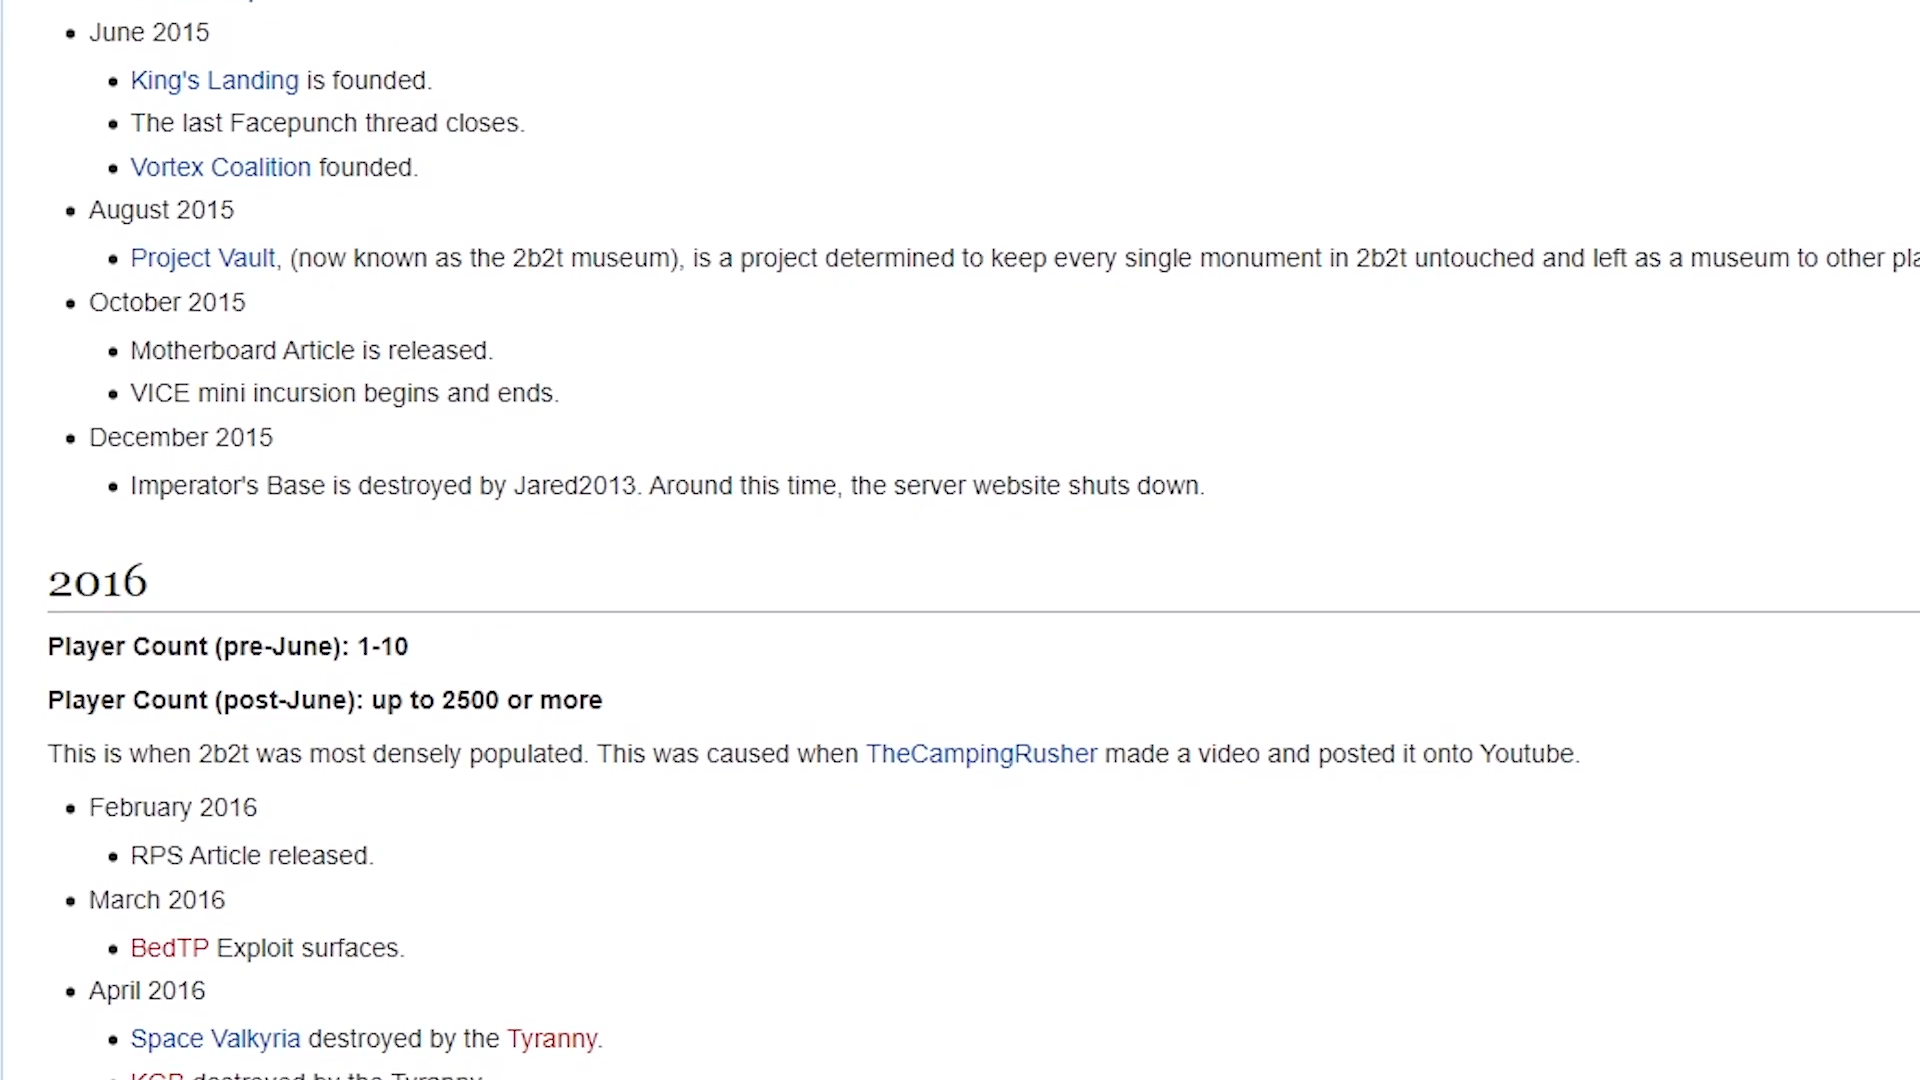 June 2015
King's Landing is founded.
The last Facepunch thread closes.
Vortex Coalition founded.
August 2015
Project Vault, (now known as the 2b2t museum), is a project determined to keep every single monument in 2b2t untouched and left as a museum to other
October 2015
Motherboard Article is released.
VICE mini incursion begins and ends.
December 2015
Imperator's Base is destroyed by Jared2013. Around this time, the server website shuts down.
2016
Player Count (pre-June): 1-10
Player Count (post-June): up to 2500 or more
This is when 2b2t was most densely populated. This was caused when TheCampingRusher made a video and posted it onto Youtube.
February 2016
RPS Article released.
March 2016
BedTP Exploit surfaces.
April 2016
Space Valkyria destroyed by the Tyranny.
destroyed by the Tyranny.